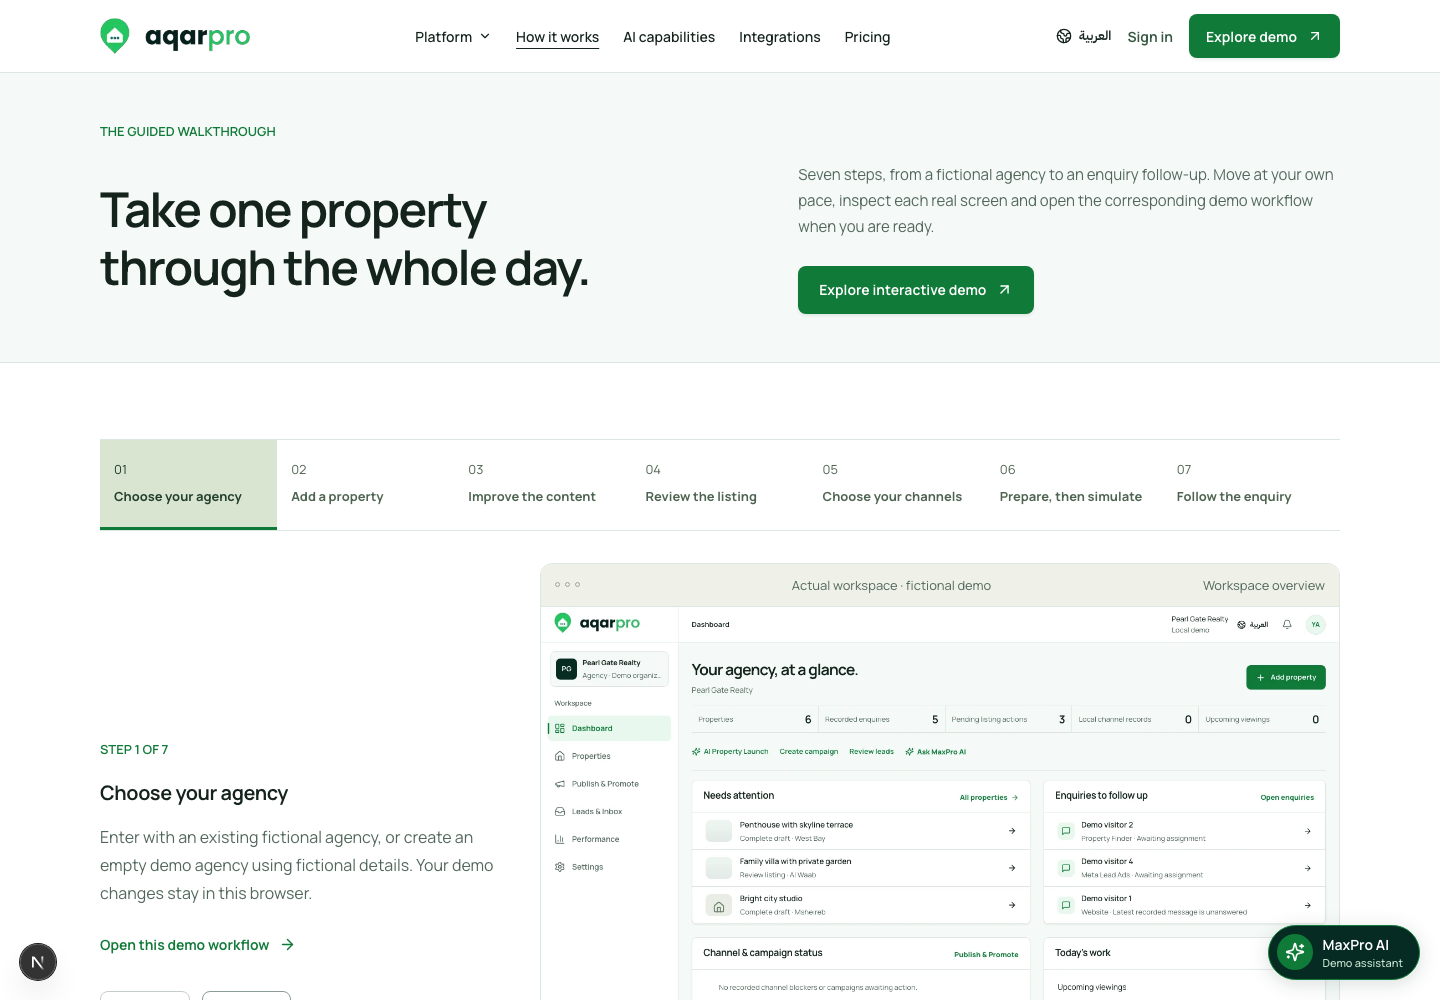 aqarpro
Platform
How it works
AI capabilities
Integrations
Pricing
العربية
Sign in
Explore demo
THE GUIDED WALKTHROUGH
Take one property
through the whole day.
Seven steps, from a fictional agency to an enquiry follow-up. Move at your own
pace, inspect each real screen and open the corresponding demo workflow
when you are ready.
Explore interactive demo
01
Choose your agency
02
Add a property
03
Improve the content
04
Review the listing
05
Choose your channels
06
Prepare, then simulate
07
Follow the enquiry
STEP 1 OF 7
Choose your agency
Enter with an existing fictional agency, or create an
empty demo agency using fictional details. Your demo
changes stay in this browser.
Open this demo workflow
N
Actual workspace · fictional demo
Workspace overview
aqarpro
Dashboard
Pearl Gate Realty
Local demo
العربية
YA
PG
Pearl Gate Realty
Agency · Demo organiz...
Workspace
Dashboard
Properties
Publish & Promote
Leads & Inbox
Performance
Settings
Your agency, at a glance.
Pearl Gate Realty
Add property
Properties 6
Recorded enquiries 5
Pending listing actions 3
Local channel records 0
Upcoming viewings 0
AI Property Launch
Create campaign
Review leads
Ask MaxPro AI
Needs attention
All properties
Penthouse with skyline terrace
Complete draft · West Bay
Family villa with private garden
Review listing · Al Waab
Bright city studio
Complete draft · Msheireb
Enquiries to follow up
Open enquiries
Demo visitor 2
Property Finder · Awaiting assignment
Demo visitor 4
Meta Lead Ads · Awaiting assignment
Demo visitor 1
Website · Latest recorded message is unanswered
Channel & campaign status
Publish & Promote
No recorded channel blockers or campaigns awaiting action.
Today's work
Upcoming viewings
MaxPro AI
Demo assistant